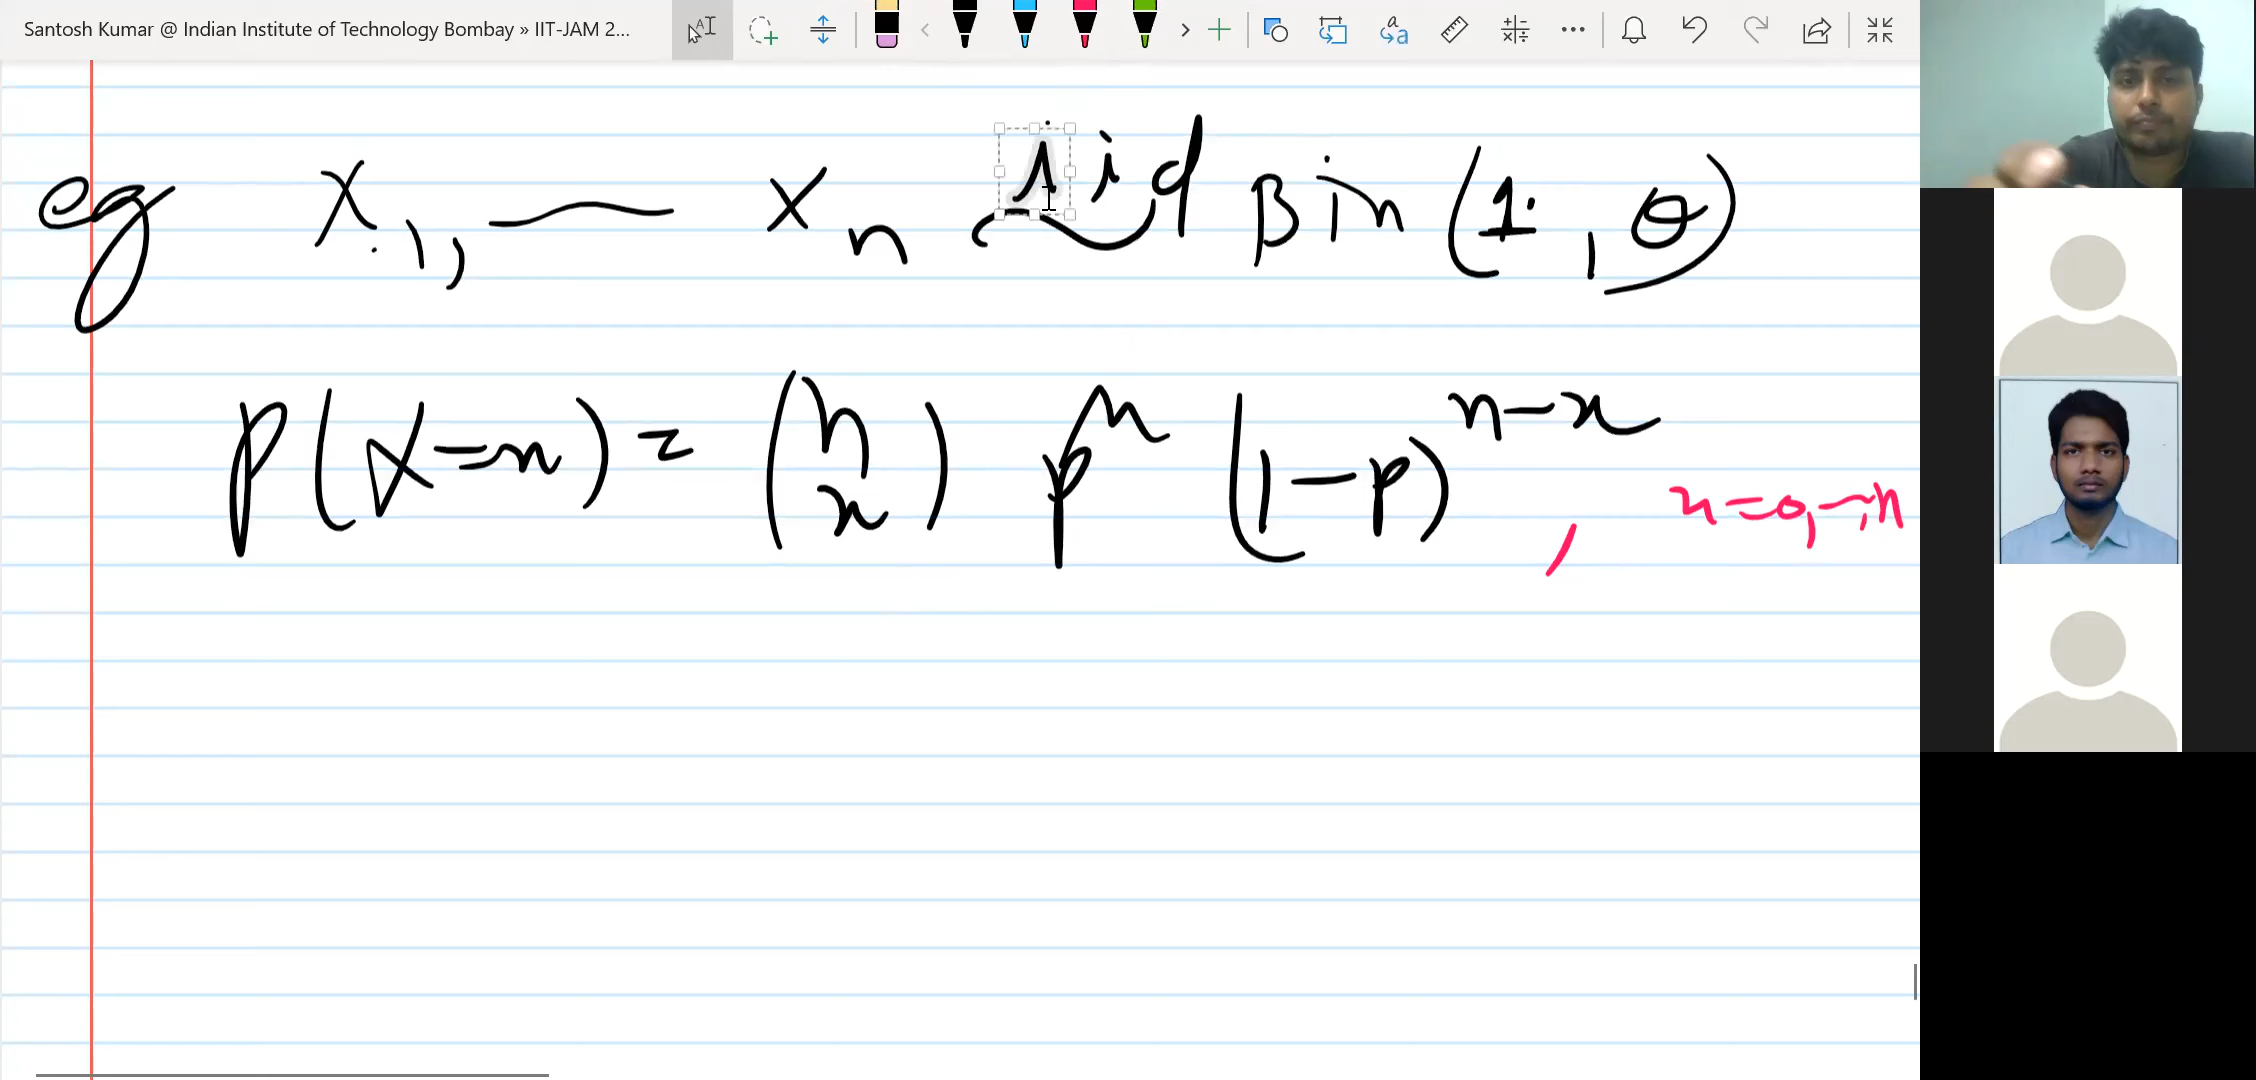 Santosh Kumar @ Indian Institute of Technology Bombay » IIT-JAM 2...
eg X1, — Xn iid Bin (1, θ)
P(X=x) = (n x) p^x (1-p)^n-x , x=0,—,n